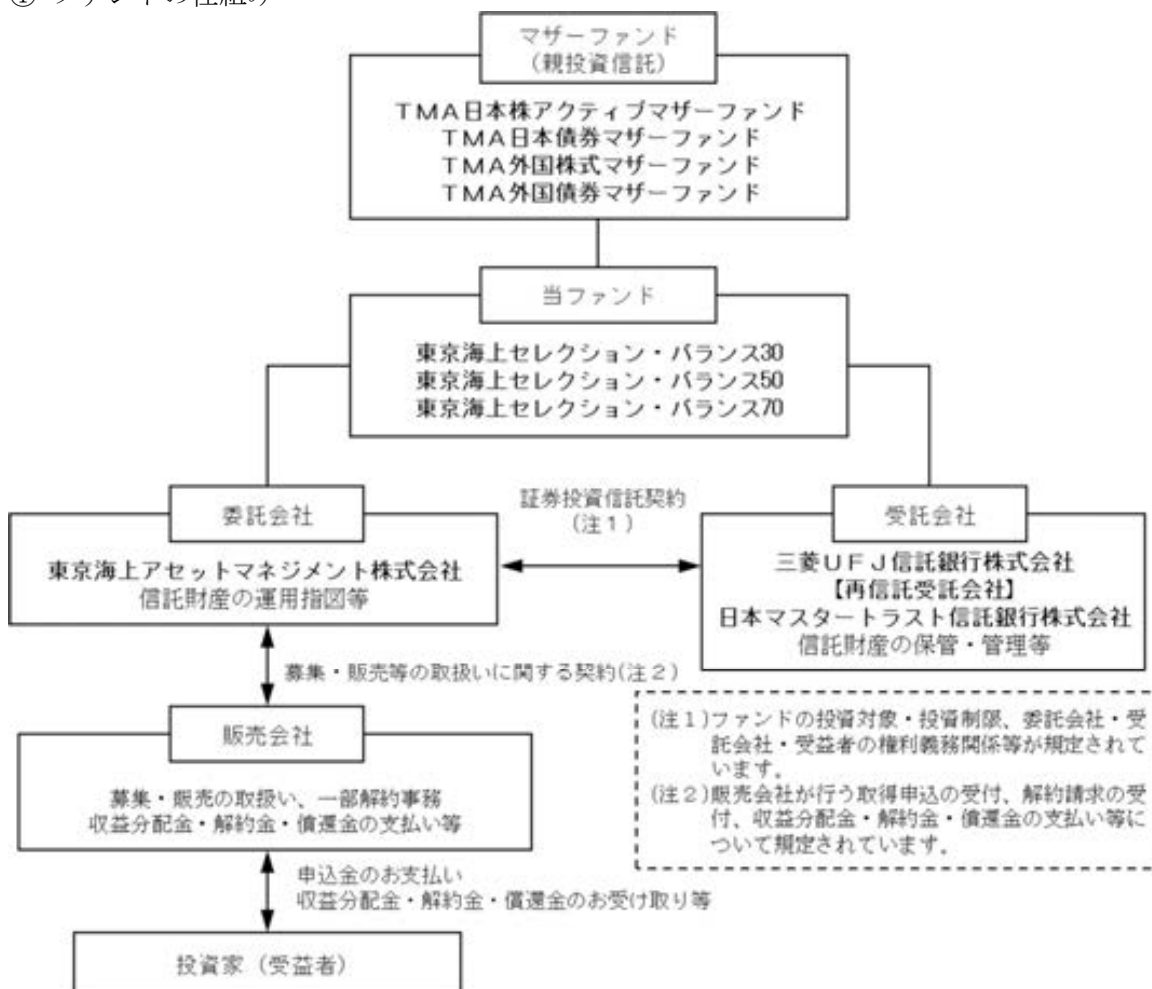 ① ファンドの仕組み
マザーファンド
(親投資信託)
TMA日本株アクティブマザーファンド
TMA日本債券マザーファンド
TMA外国株式マザーファンド
TMA外国債券マザーファンド
当ファンド
東京海上セレクション・バランス30
東京海上セレクション・バランス50
東京海上セレクション・バランス70
委託会社
東京海上アセットマネジメント株式会社
信託財産の運用指図等
証券投資信託契約
(注1)
受託会社
三菱UFJ信託銀行株式会社
【再信託受託会社】
日本マスタートラスト信託銀行株式会社
信託財産の保管・管理等
募集・販売等の取扱いに関する契約(注2)
販売会社
募集・販売の取扱い、一部解約事務
収益分配金・解約金・償還金の支払い等
(注1)ファンドの投資対象・投資制限、委託会社・受
託会社・受益者の権利義務関係等が規定されて
います。
(注2)販売会社が行う取得申込の受付、解約請求の受
付、収益分配金・解約金・償還金の支払い等に
ついて規定されています。
申込金のお支払い
収益分配金・解約金・償還金のお受け取り等
投資家(受益者)